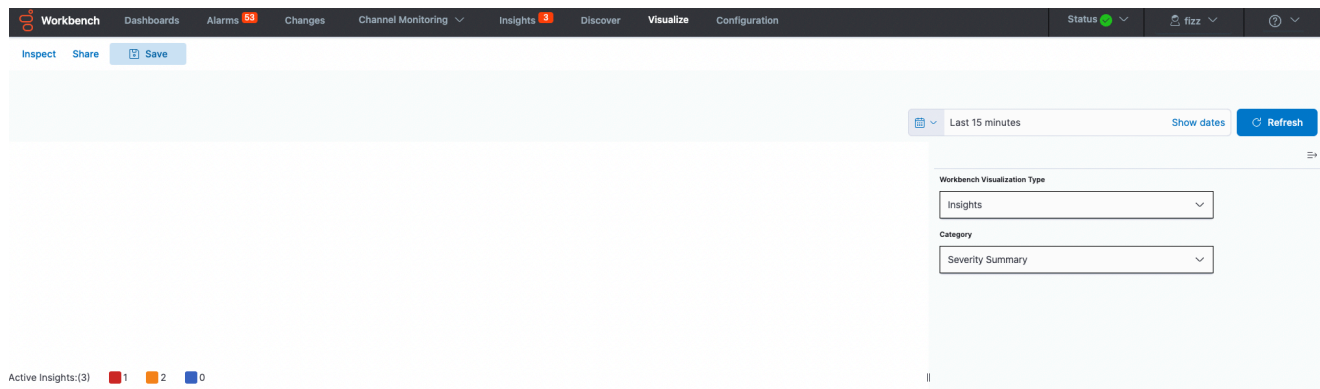 Workbench Dashboards Alarms 53 Changes Channel Monitoring Insights 3 Discover Visualize Configuration Status fizz
Inspect Share Save
Last 15 minutes Show dates Refresh
Workbench Visualization Type
Insights
Category
Severity Summary
Active Insights:(3) 1 2 0